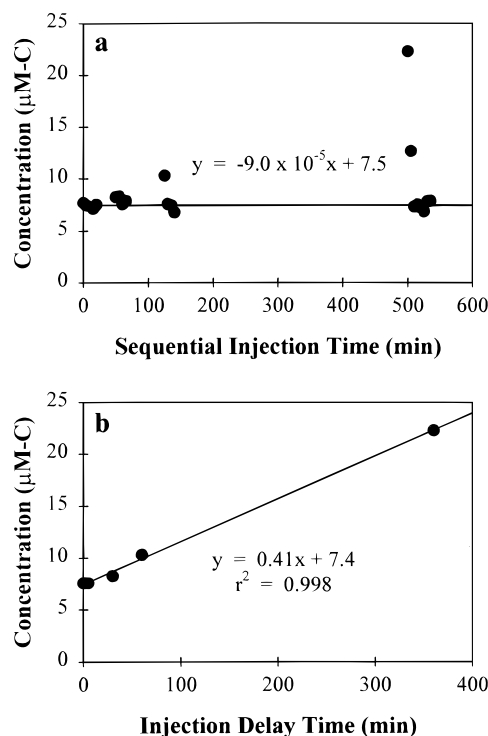 a
Concentration (μM-C)
25
20
15
10
5
0
y = -9.0 x 10⁻⁵x + 7.5
0 100 200 300 400 500 600
Sequential Injection Time (min)
b
Concentration (μM-C)
25
20
15
10
5
0
y = 0.41x + 7.4
r² = 0.998
0 100 200 300 400
Injection Delay Time (min)